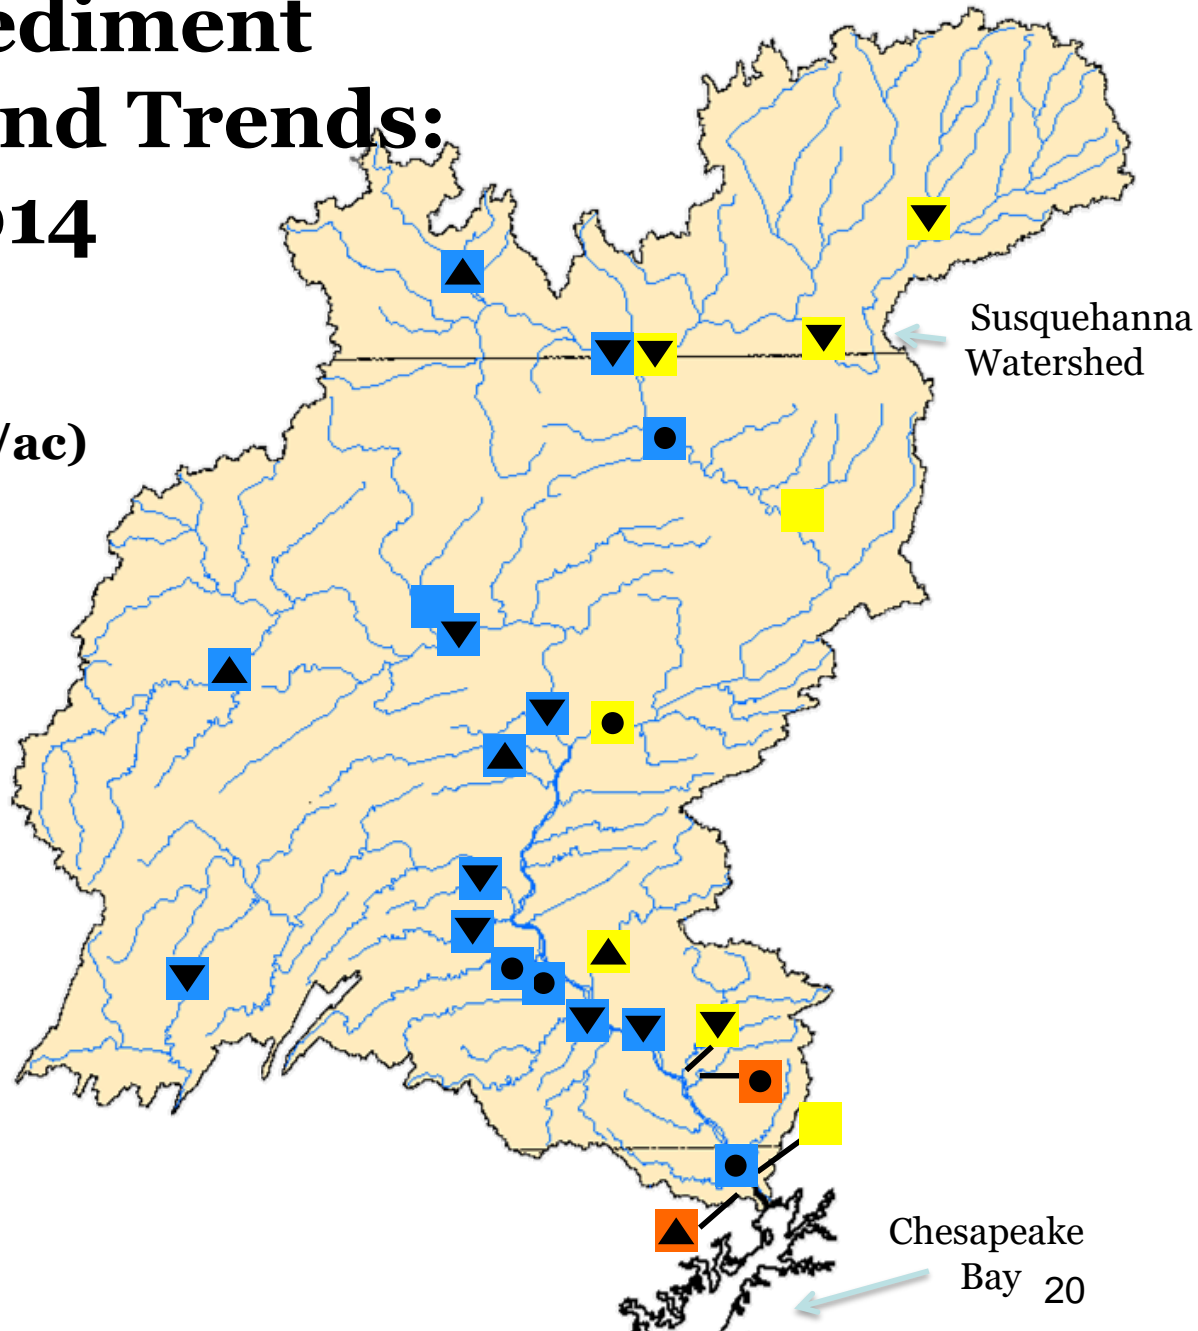 ediment
nd Trends:
014
/ac)
Susquehanna
Watershed
Chesapeake
Bay
20